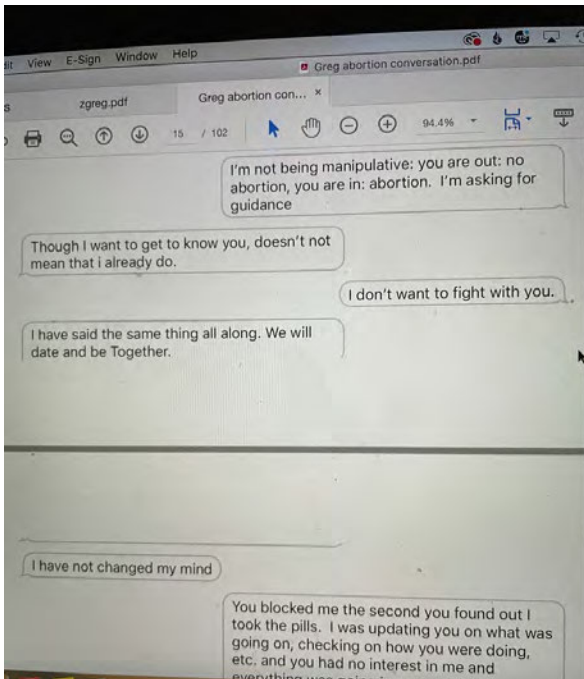 View E-Sign Window Help
Greg abortion conversation.pdf
zgreg.pdf
Greg abortion con... ×
15 / 102
94.4%
I'm not being manipulative: you are out: no
abortion, you are in: abortion. I'm asking for
guidance
Though I want to get to know you, doesn't not
mean that i already do.
I don't want to fight with you.
I have said the same thing all along. We will
date and be Together.
I have not changed my mind
You blocked me the second you found out I
took the pills. I was updating you on what was
going on, checking on how you were doing,
etc. and you had no interest in me and